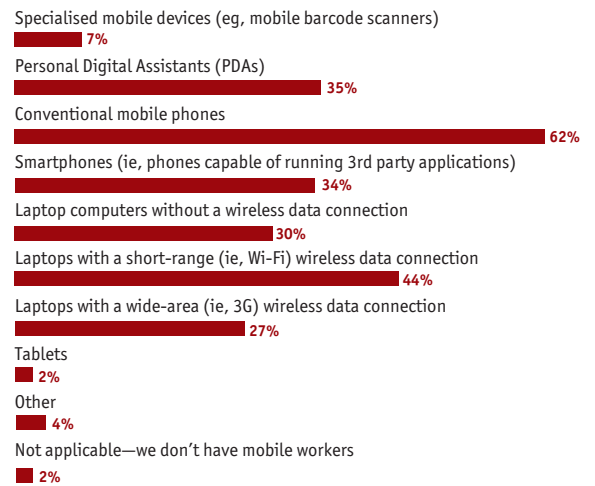 Specialised mobile devices (eg, mobile barcode scanners)
7%
Personal Digital Assistants (PDAs)
35%
Conventional mobile phones
62%
Smartphones (ie, phones capable of running 3rd party applications)
34%
Laptop computers without a wireless data connection
30%
Laptops with a short-range (ie, Wi-Fi) wireless data connection
44%
Laptops with a wide-area (ie, 3G) wireless data connection
27%
Tablets
2%
Other
4%
Not applicable—we don't have mobile workers
2%